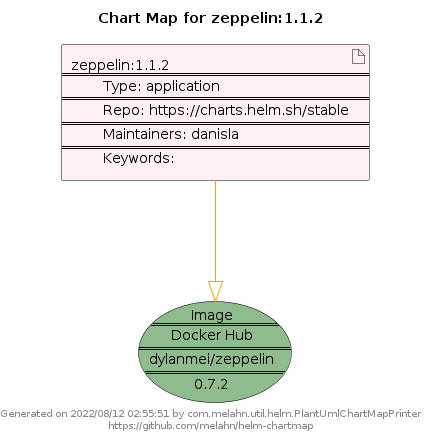 Chart Map for zeppelin:1.1.2
zeppelin:1.1.2
Type: application
Repo: https://charts.helm.sh/stable
Maintainers: danisla
Keywords:
Image
Docker Hub
dylanmei/zeppelin
0.7.2
Generated on 2022/08/12 02:55:51 by com.melahn.util.helm.PlantUmlChartMapPrinter
https://github.com/melahn/helm-chartmap